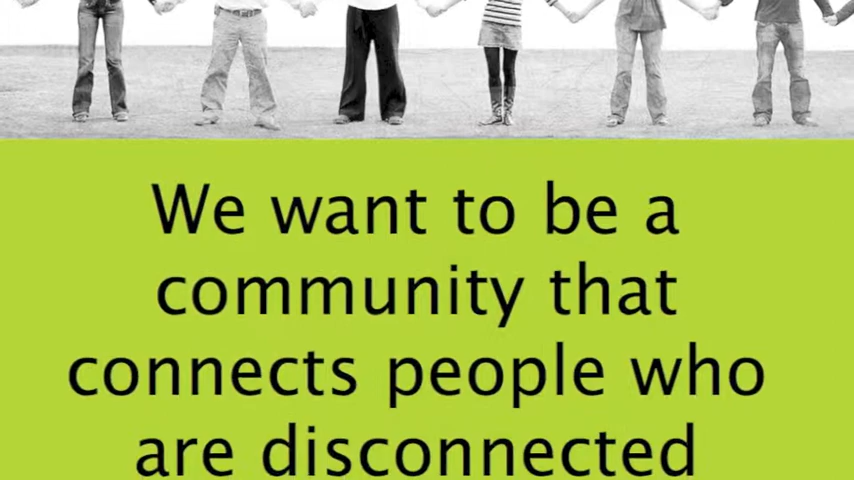 We want to be a
community that
connects people who
are disconnected